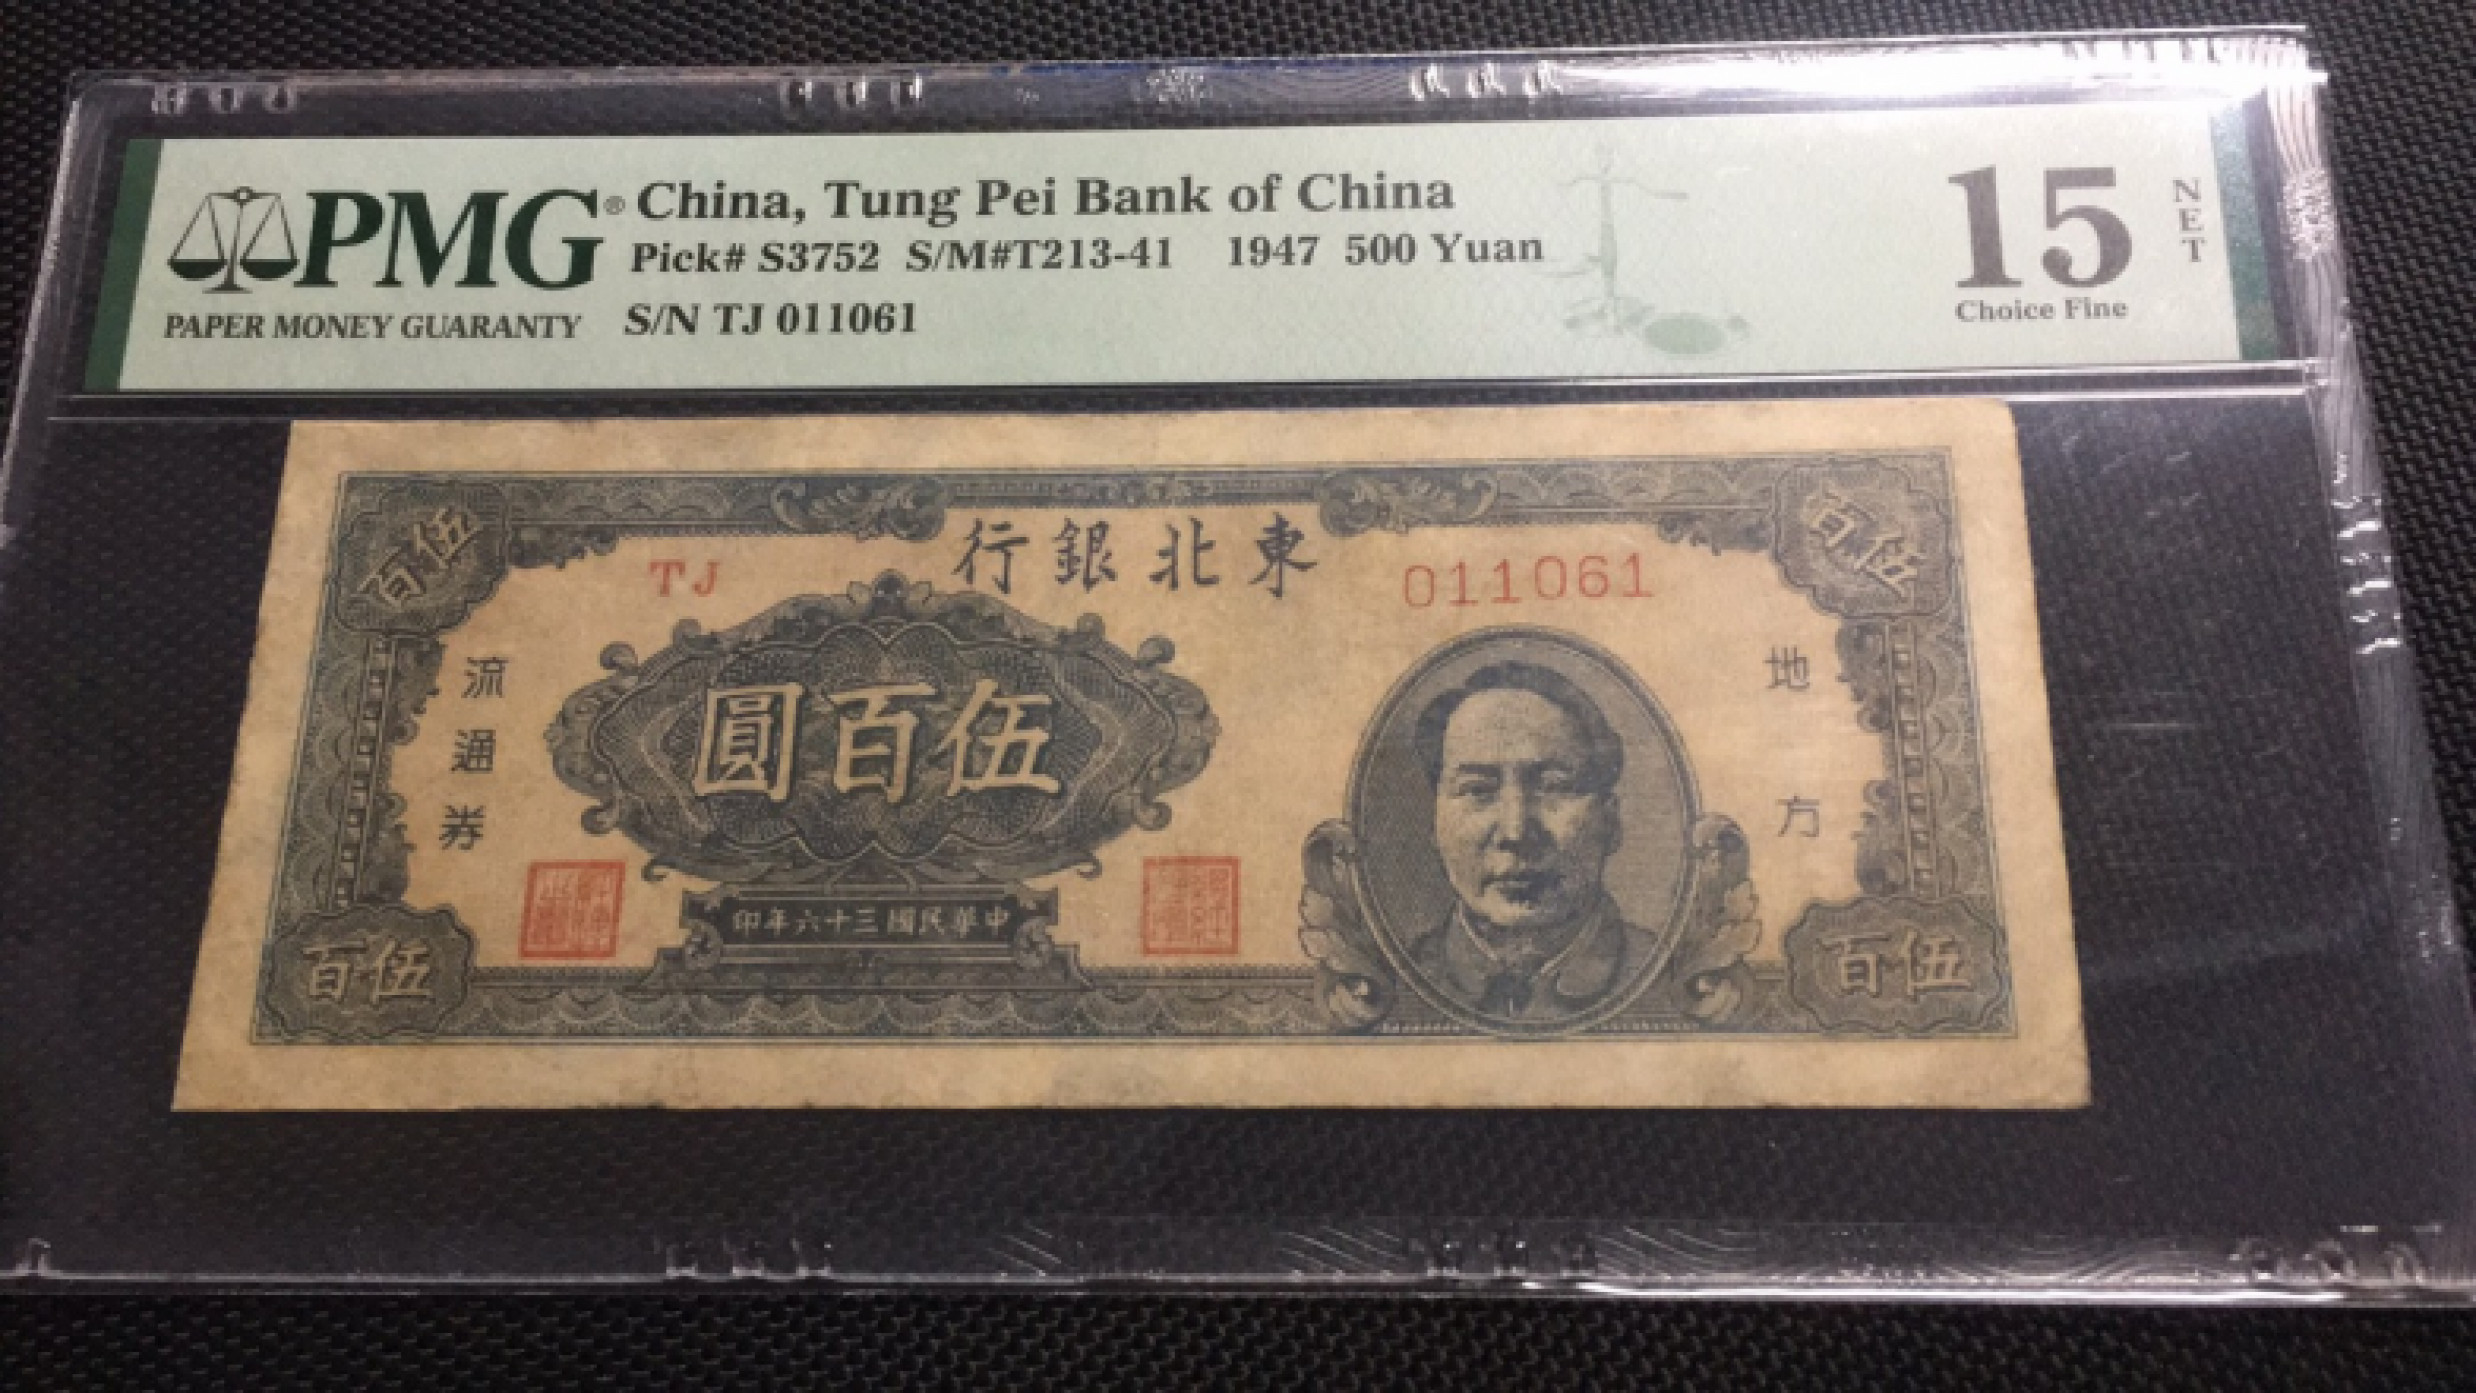 PMG® China, Tung Pei Bank of China
Pick# S3752 S/M#T213-41 1947 500 Yuan
PAPER MONEY GUARANTY S/N TJ 011061
15
NET
Choice Fine
行銀北東
TJ
011061
百伍
百伍
流通券
圓百伍
地方
印年六十三國民華中
百伍
百伍